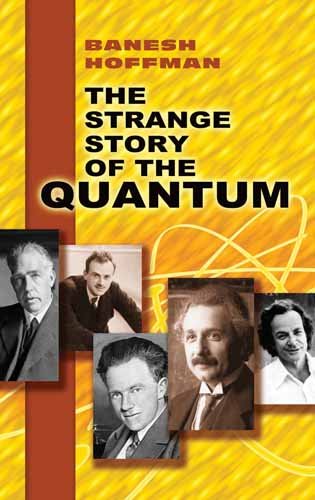 BANESH
HOFFMAN
THE
STRANGE
STORY
OF THE
QUANTUM